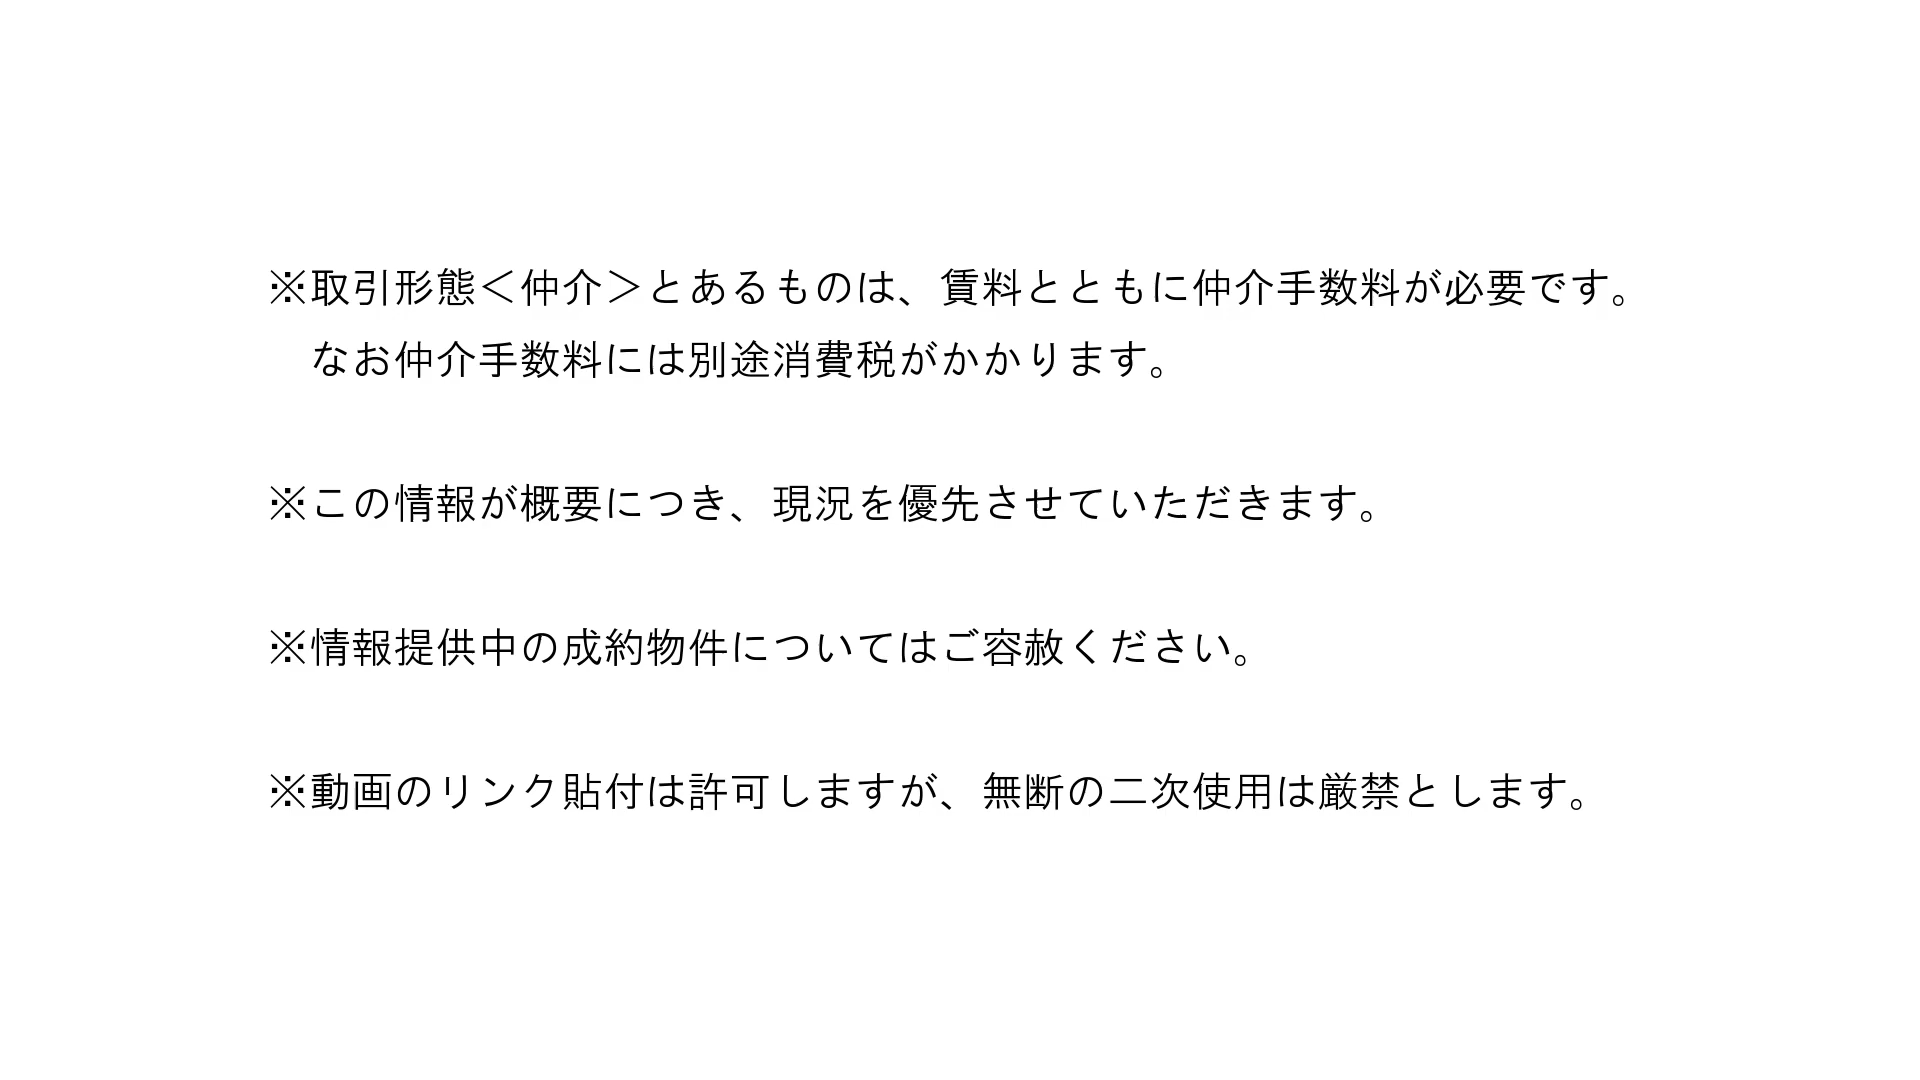 ※取引形態＜仲介＞とあるものは、賃料とともに仲介手数料が必要です。
なお仲介手数料には別途消費税がかかります。
※この情報が概要につき、現況を優先させていただきます。
※情報提供中の成約物件についてはご容赦ください。
※動画のリンク貼付は許可しますが、無断の二次使用は厳禁とします。